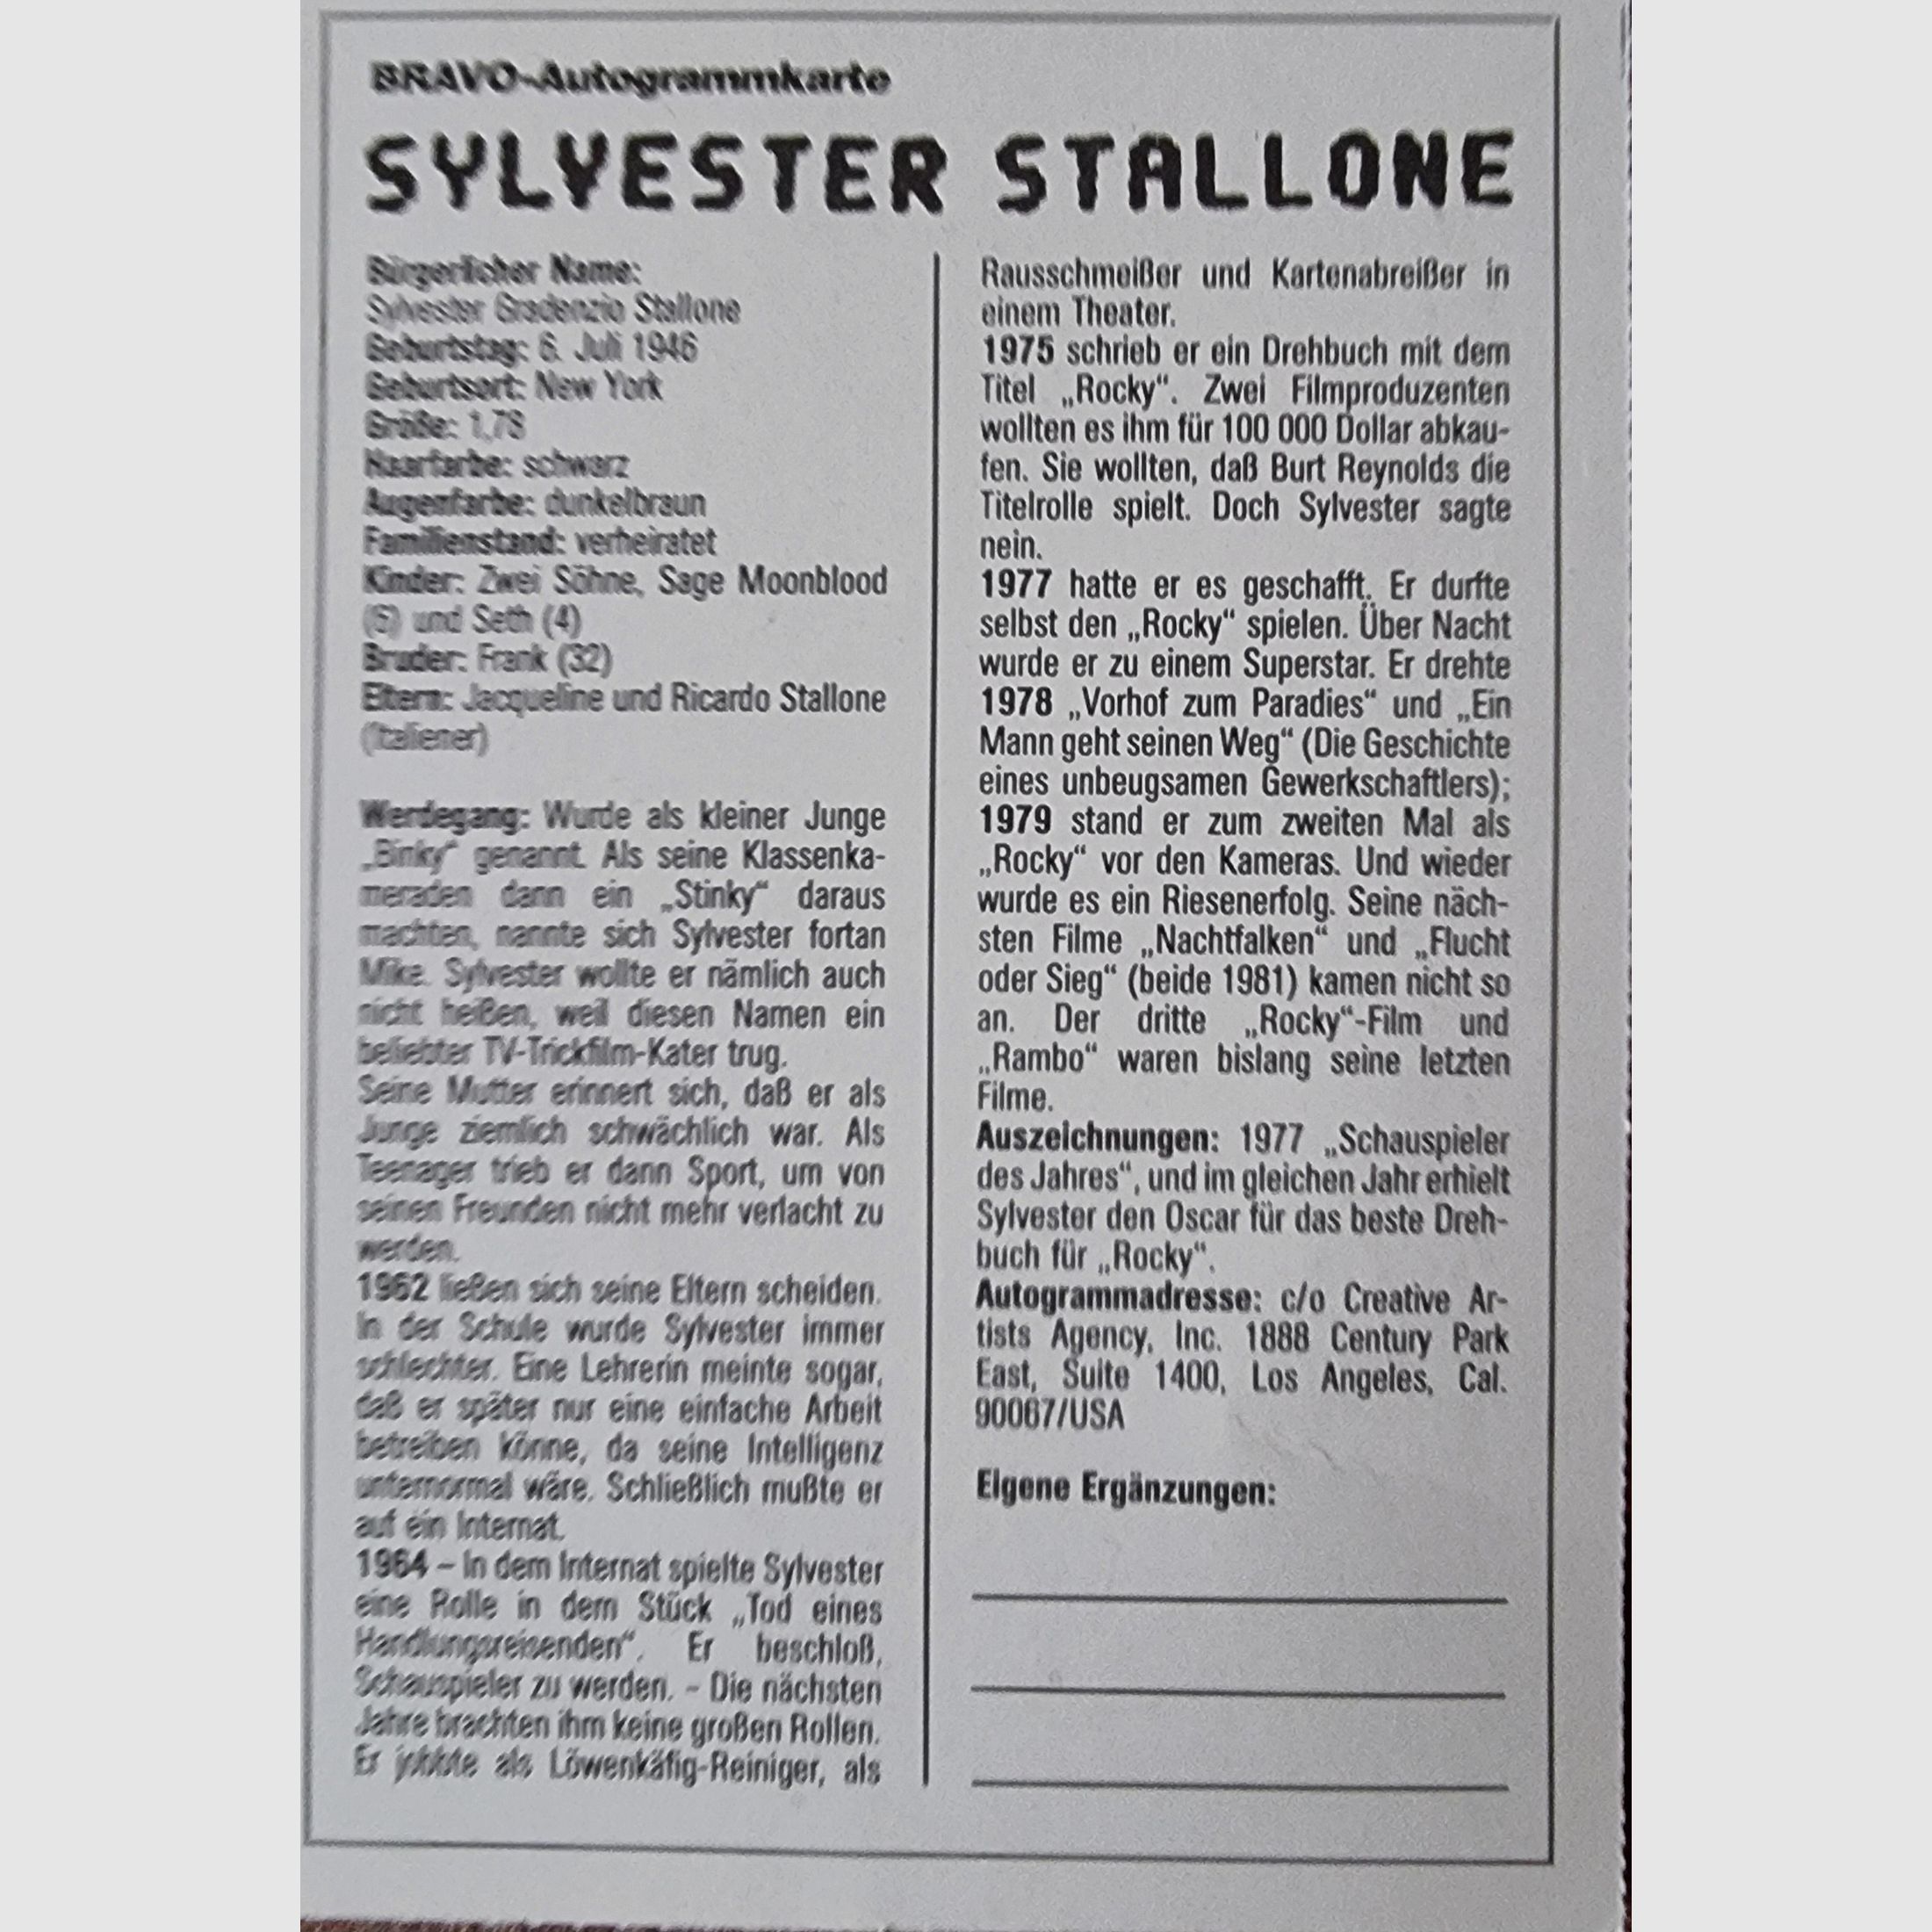 BRAVO-Autogrammkarte
SYLVESTER STALLONE
Bürgerlicher Name:
Sylvester Gradenzio Stallone
Geburtstag: 6. Juli 1946
Geburtsort: New York
Größe: 1,78
Haarfarbe: schwarz
Augenfarbe: dunkelbraun
Familienstand: verheiratet
Kinder: Zwei Söhne, Sage Moonblood
(6) und Seth (4)
Bruder: Frank (32)
Eltern: Jacqueline und Ricardo Stallone
(Italiener)
Werdegang: Wurde als kleiner Junge
„Binky“ genannt. Als seine Klassenka-
meraden dann ein „Stinky“ daraus
machten, nannte sich Sylvester fortan
Mike. Sylvester wollte er nämlich auch
nicht heißen, weil diesen Namen ein
beliebter TV-Trickfilm-Kater trug.
Seine Mutter erinnert sich, daß er als
Junge ziemlich schwächlich war. Als
Teenager trieb er dann Sport, um von
seinen Freunden nicht mehr verlacht zu
werden.
1962 ließen sich seine Eltern scheiden.
In der Schule wurde Sylvester immer
schlechter. Eine Lehrerin meinte sogar,
daß er später nur eine einfache Arbeit
betreiben könne, da seine Intelligenz
unternormal wäre. Schließlich mußte er
auf ein Internat.
1964 – In dem Internat spielte Sylvester
eine Rolle in dem Stück „Tod eines
Handlungsreisenden“. Er beschloß,
Schauspieler zu werden. – Die nächsten
Jahre brachten ihm keine großen Rollen.
Er jobbte als Löwenkäfig-Reiniger, als
Rausschmeißer und Kartenabreißer in
einem Theater.
1975 schrieb er ein Drehbuch mit dem
Titel „Rocky“. Zwei Filmproduzenten
wollten es ihm für 100 000 Dollar abkau-
fen. Sie wollten, daß Burt Reynolds die
Titelrolle spielt. Doch Sylvester sagte
nein.
1977 hatte er es geschafft. Er durfte
selbst den „Rocky“ spielen. Über Nacht
wurde er zu einem Superstar. Er drehte
1978 „Vorhof zum Paradies“ und „Ein
Mann geht seinen Weg“ (Die Geschichte
eines unbeugsamen Gewerkschaftlers);
1979 stand er zum zweiten Mal als
„Rocky“ vor den Kameras. Und wieder
wurde es ein Riesenerfolg. Seine näch-
sten Filme „Nachtfalken“ und „Flucht
oder Sieg“ (beide 1981) kamen nicht so
an. Der dritte „Rocky“-Film und
„Rambo“ waren bislang seine letzten
Filme.
Auszeichnungen: 1977 „Schauspieler
des Jahres“, und im gleichen Jahr erhielt
Sylvester den Oscar für das beste Dreh-
buch für „Rocky“.
Autogrammadresse: c/o Creative Ar-
tists Agency, Inc. 1888 Century Park
East, Suite 1400, Los Angeles, Cal.
90067/USA
Eigene Ergänzungen: